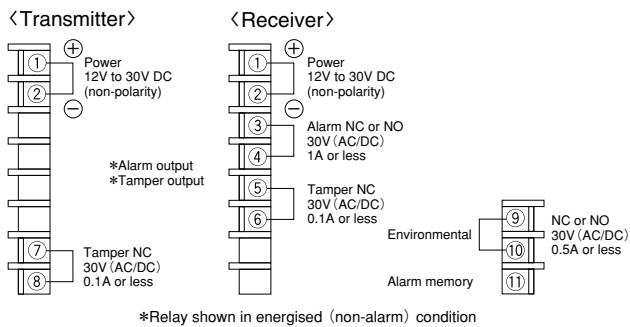 〈Transmitter〉
⊕
① Power
12V to 30V DC
② (non-polarity)
⊖
*Alarm output
*Tamper output
⑦ Tamper NC
30V (AC/DC)
⑧ 0.1A or less
〈Receiver〉
⊕
① Power
12V to 30V DC
② (non-polarity)
⊖
③ Alarm NC or NO
30V (AC/DC)
④ 1A or less
⑤ Tamper NC
30V (AC/DC)
⑥ 0.1A or less
Environmental
⑨ NC or NO
30V (AC/DC)
⑩ 0.5A or less
Alarm memory ⑪
*Relay shown in energised (non-alarm) condition